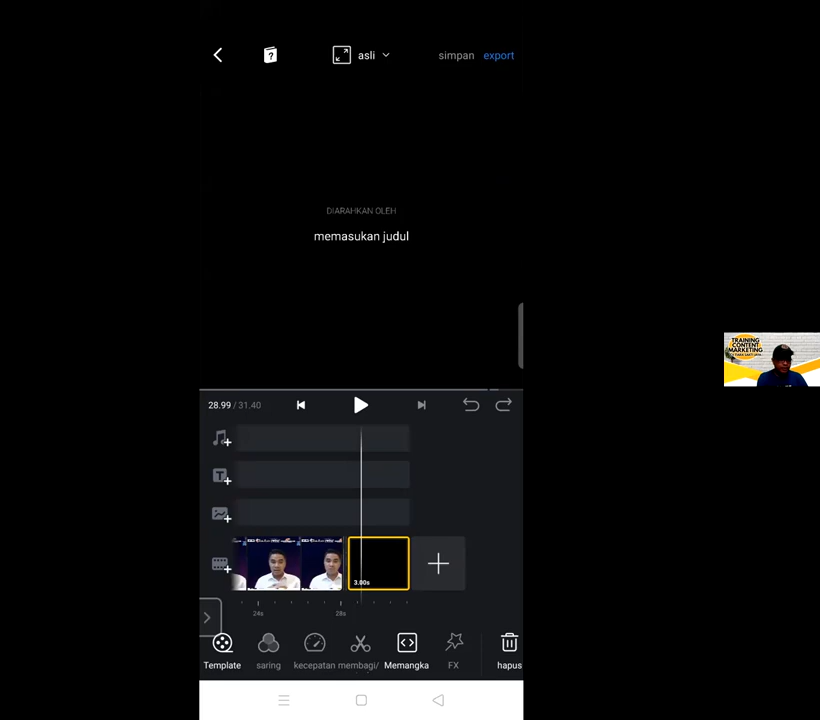 asli
simpan export
DIARAHKAN OLEH
memasukan judul
28.99 / 31.40
3.00s
24s 28s
Template saring kecepatan membagi/ Memangka FX hapus
TRAINING
CONTENT
MARKETING